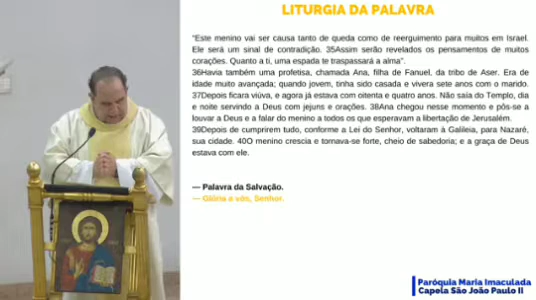 LITURGIA DA PALAVRA
"Este menino vai ser causa tanto de queda como de reerguimento para muitos em Israel.
Ele será um sinal de contradição. 35Assim serão revelados os pensamentos de muitos
corações. Quanto a ti, uma espada te traspassará a alma".
36Havia também uma profetisa, chamada Ana, filha de Fanuel, da tribo de Aser. Era de
idade muito avançada; quando jovem, tinha sido casada e vivera sete anos com o marido.
37Depois ficara viúva, e agora já estava com oitenta e quatro anos. Não saía do Templo, dia
e noite servindo a Deus com jejuns e orações. 38Ana chegou nesse momento e pôs-se a
louvar a Deus e a falar do menino a todos os que esperavam a libertação de Jerusalém.
39Depois de cumprirem tudo, conforme a Lei do Senhor, voltaram à Galileia, para Nazaré,
sua cidade. 40O menino crescia e tornava-se forte, cheio de sabedoria; e a graça de Deus
estava com ele.
— Palavra da Salvação.
— Glória a vós, Senhor.
Paróquia Maria Imaculada
Capela São João Paulo II